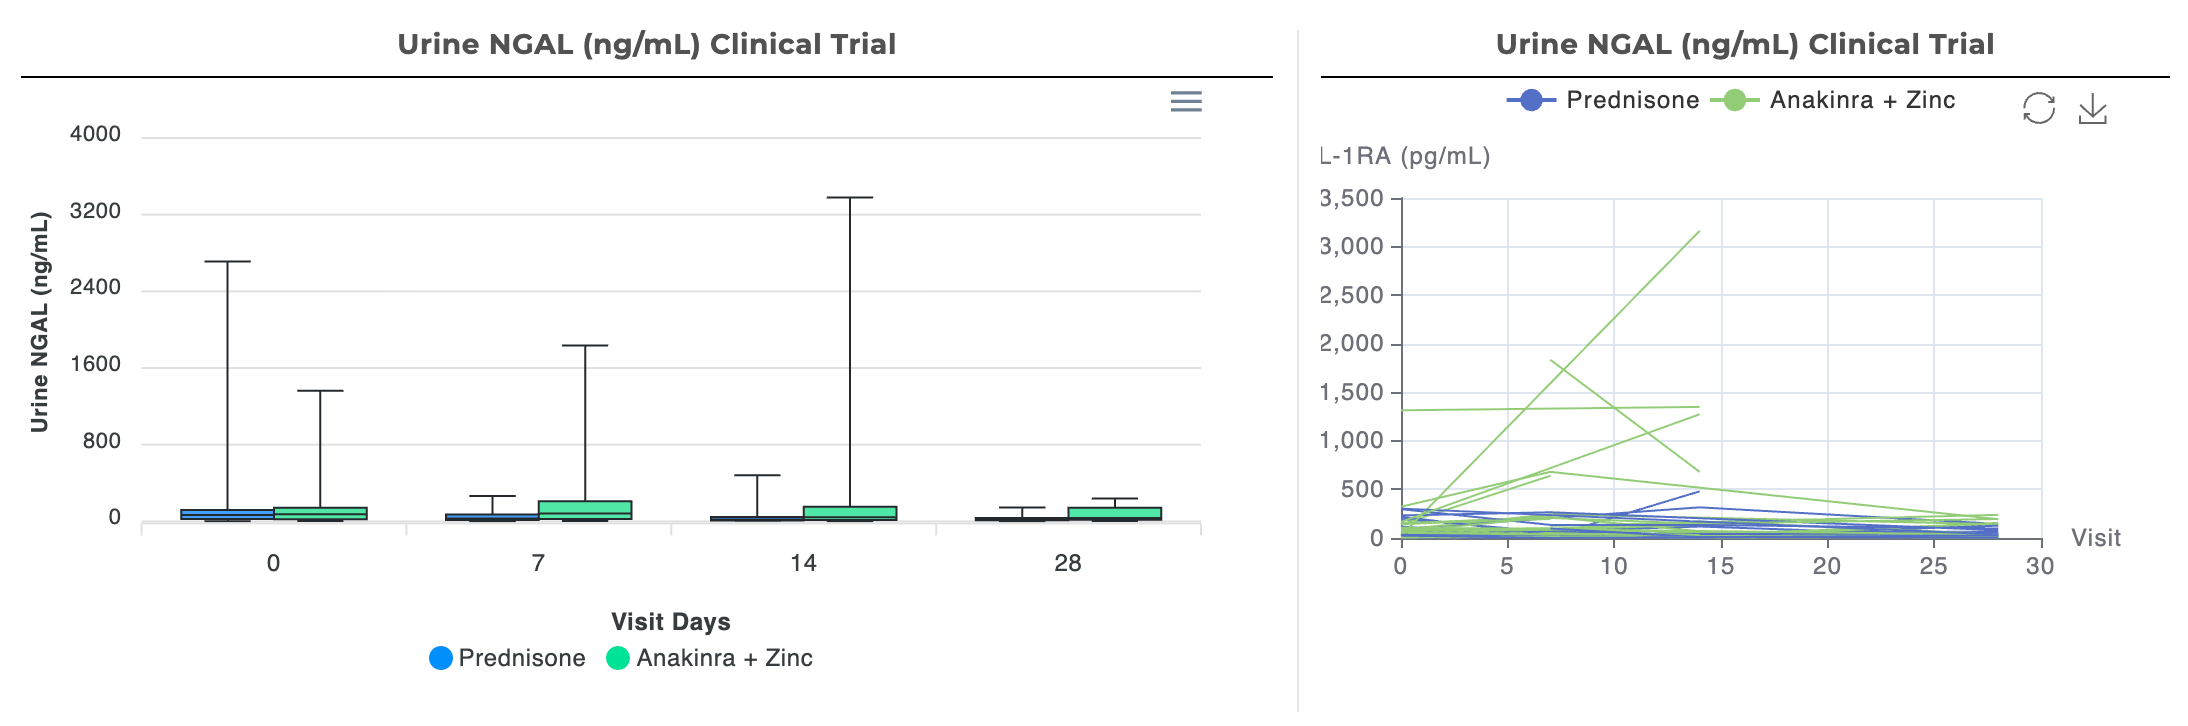 Urine NGAL (ng/mL) Clinical Trial
4000
3200
2400
1600
800
0
Urine NGAL (ng/mL)
0 7 14 28
Visit Days
Prednisone Anakinra + Zinc
Urine NGAL (ng/mL) Clinical Trial
Prednisone Anakinra + Zinc
L-1RA (pg/mL)
3,500
3,000
2,500
2,000
1,500
1,000
500
0
0 5 10 15 20 25 30
Visit